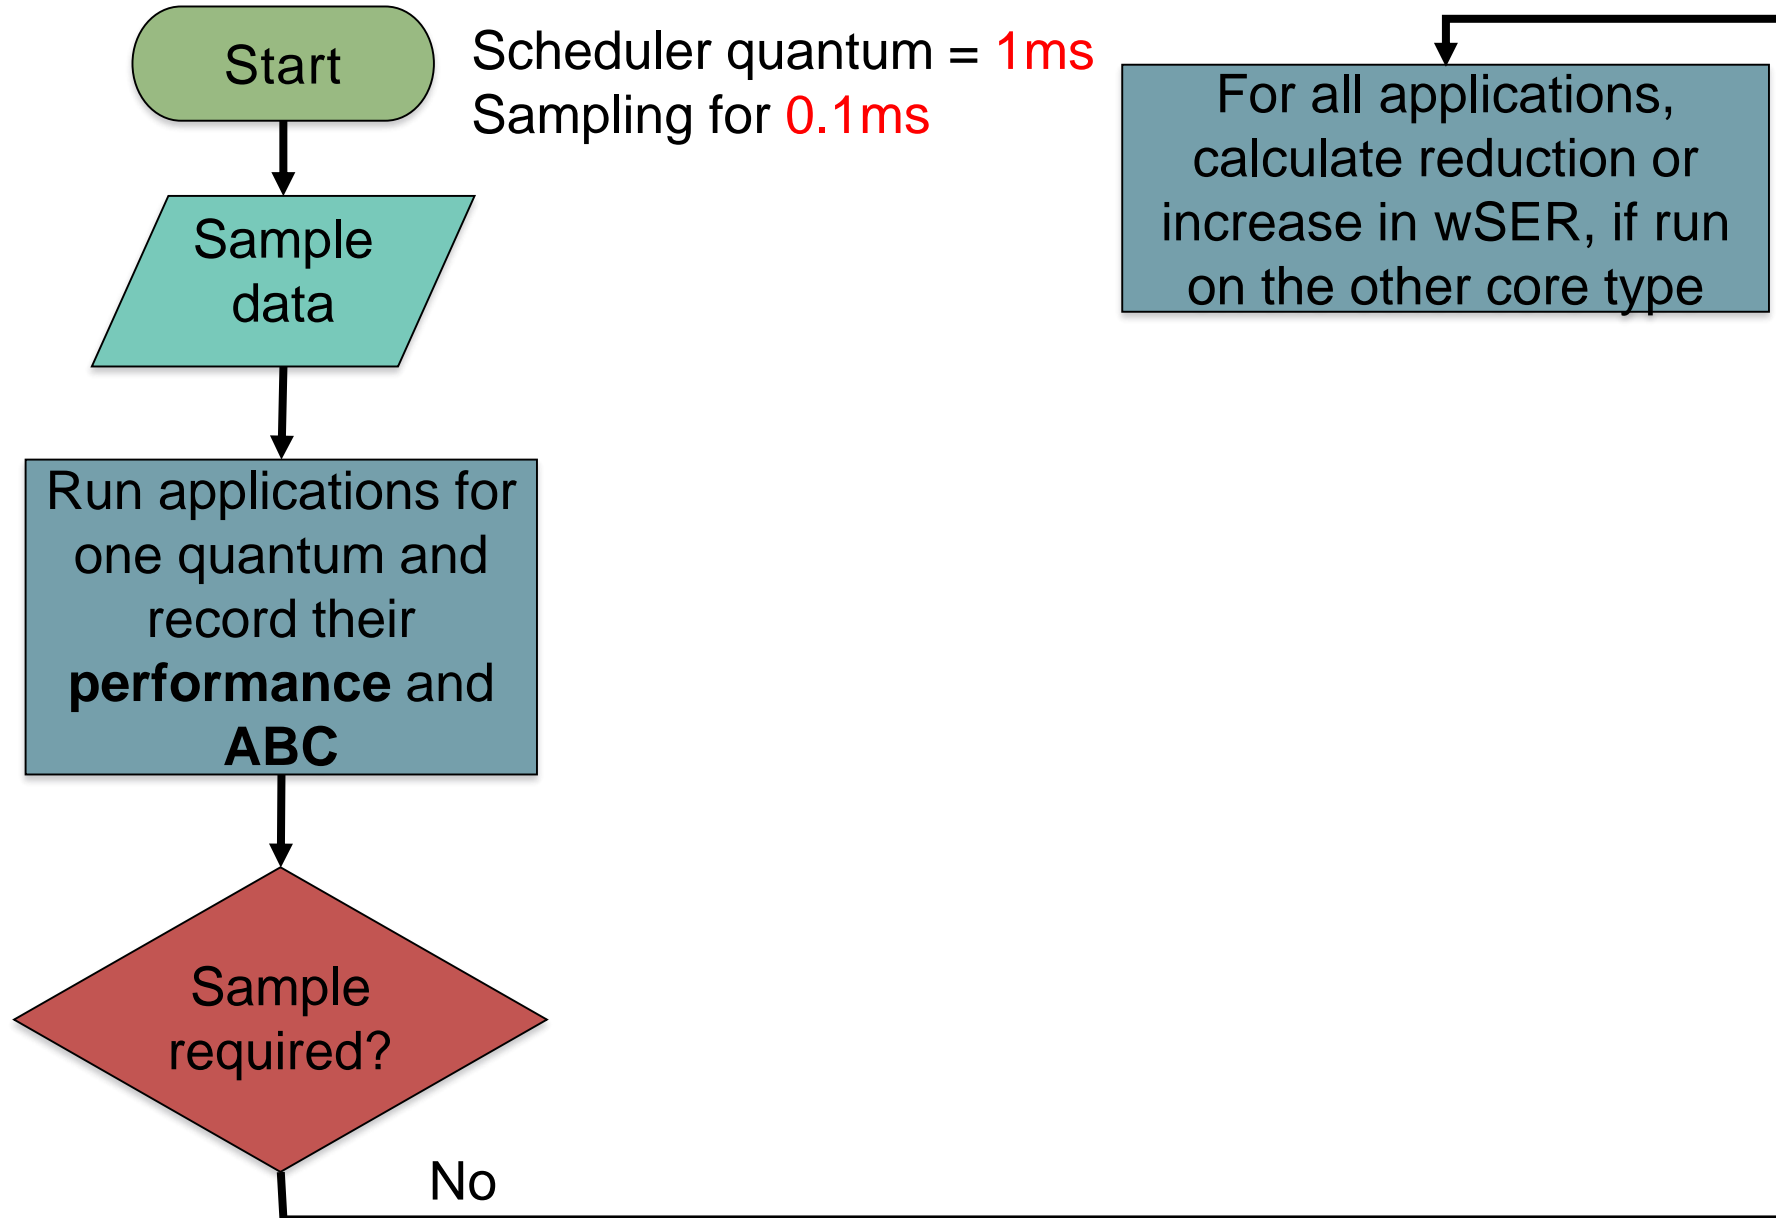 Start
Scheduler quantum = 1ms
Sampling for 0.1ms
For all applications,
calculate reduction or
increase in wSER, if run
on the other core type
Sample
data
Run applications for
one quantum and
record their
performance and
ABC
Sample
required?
No